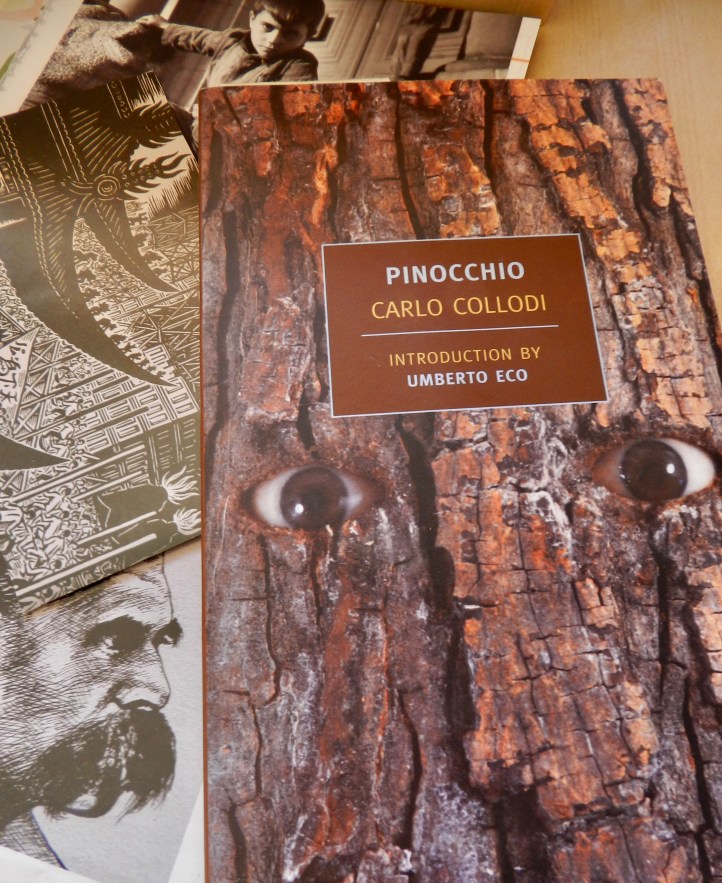 PINOCCHIO
CARLO COLLODI
INTRODUCTION BY
UMBERTO ECO